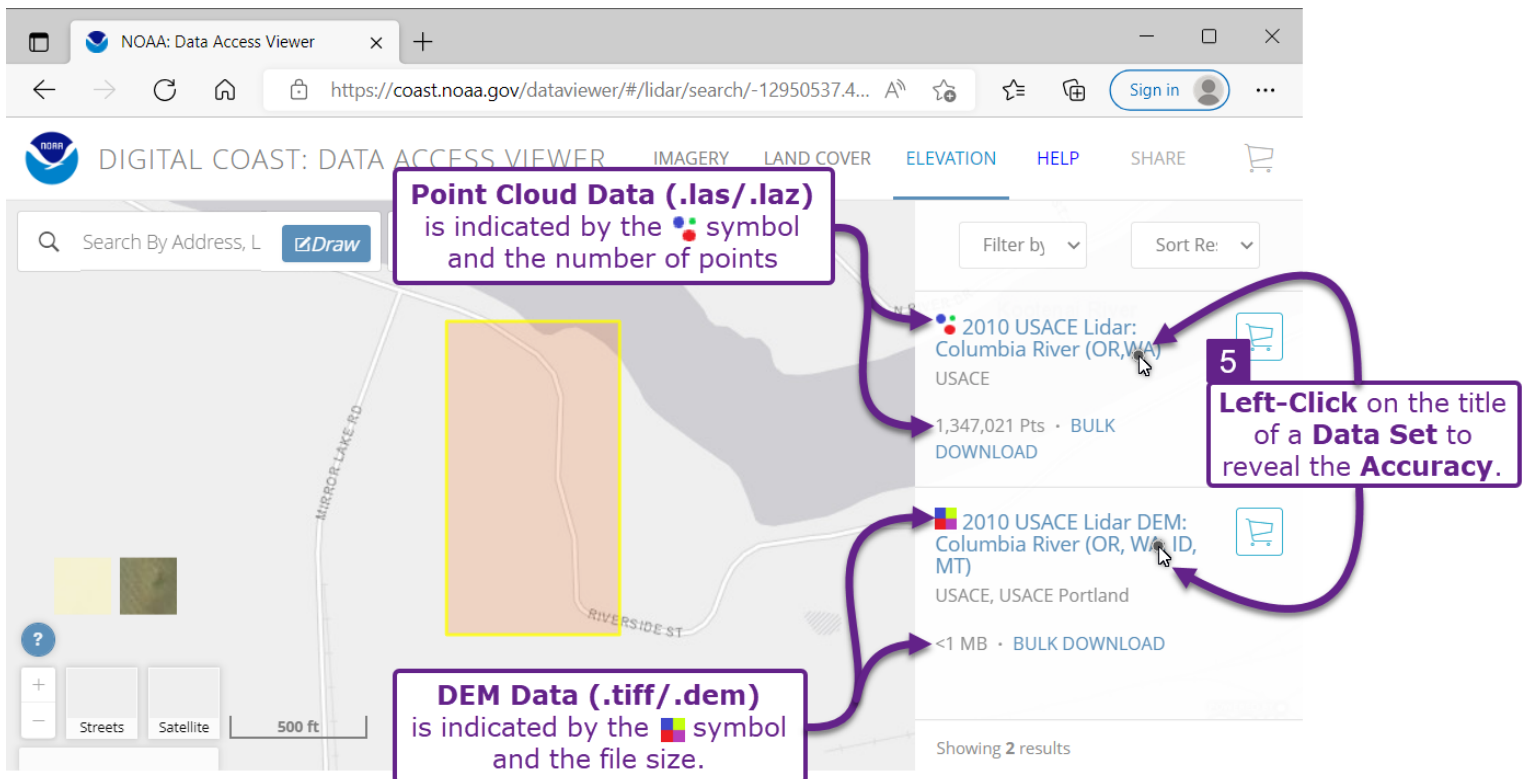 NOAA: Data Access Viewer
https://coast.noaa.gov/dataviewer/#/lidar/search/-12950537.4...
Sign in
NOAA
DIGITAL COAST: DATA ACCESS VIEWER
IMAGERY
LAND COVER
ELEVATION
HELP
SHARE
Search By Address, L
Draw
Point Cloud Data (.las/.laz)
is indicated by the symbol
and the number of points
Filter by
Sort Re
2010 USACE Lidar:
Columbia River (OR,WA)
USACE
1,347,021 Pts · BULK
DOWNLOAD
5
Left-Click on the title
of a Data Set to
reveal the Accuracy.
2010 USACE Lidar DEM:
Columbia River (OR, WA, ID,
MT)
USACE, USACE Portland
<1 MB · BULK DOWNLOAD
MIRROR LAKE RD
RIVERSIDE ST
?
+
−
Streets
Satellite
500 ft
DEM Data (.tiff/.dem)
is indicated by the symbol
and the file size.
Showing 2 results